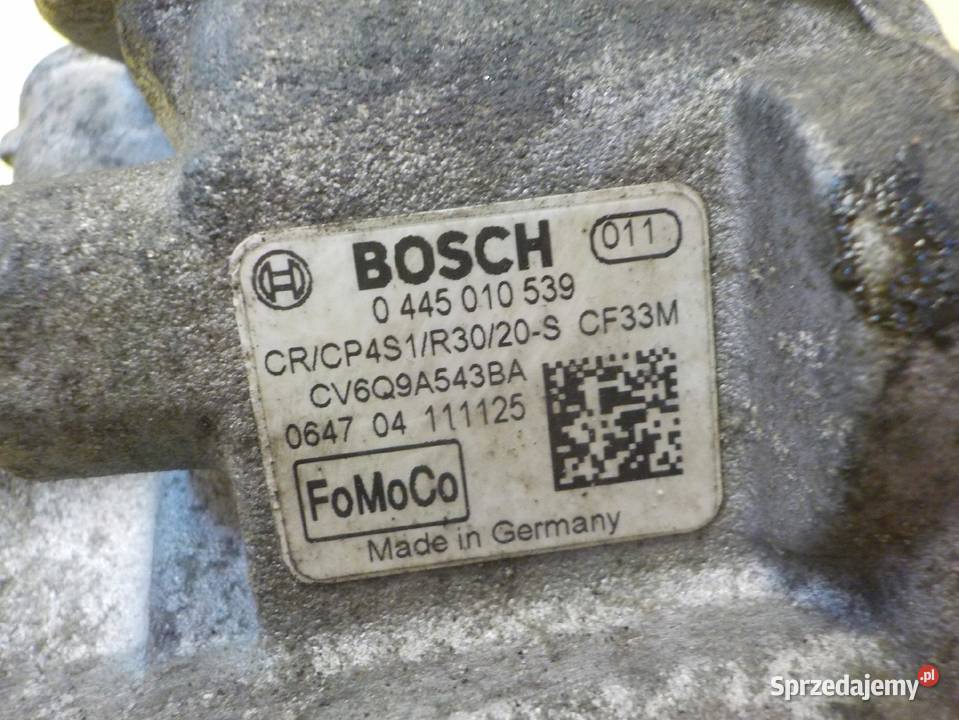 BOSCH 011
0 445 010 539
CR/CP4S1/R30/20-S CF33M
CV6Q9A543BA
0647 04 111125
FoMoCo
Made in Germany
Sprzedajemy.pl